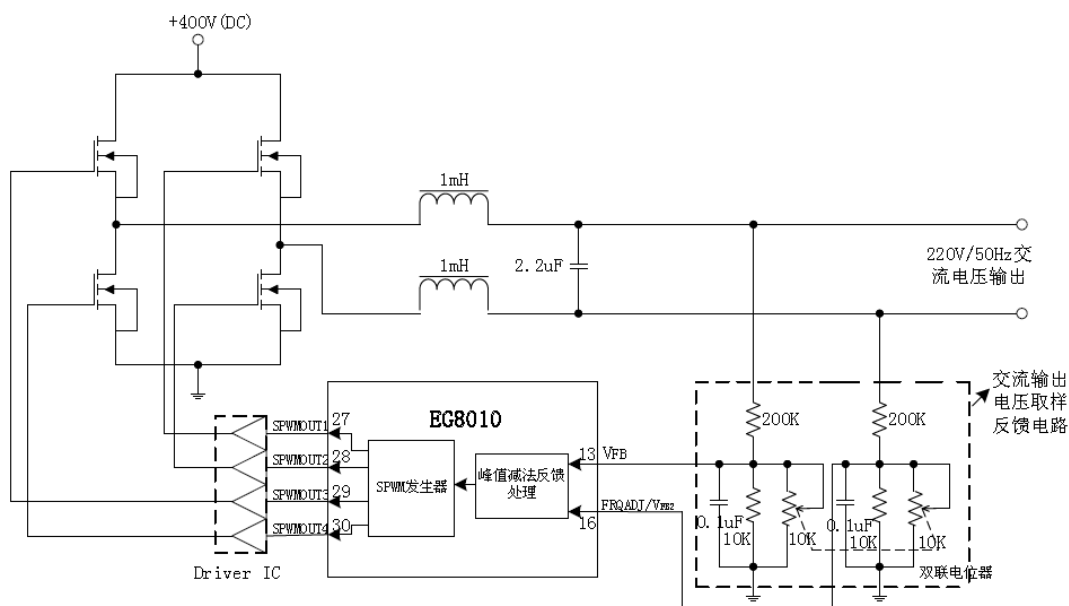 +400V(DC)
1mH
1mH
2.2uF
220V/50Hz交
流电压输出
交流输出
电压取样
反馈电路
EG8010
SPWMOUT1
27
SPWMOUT2
28
SPWMOUT3
29
SPWMOUT4
30
SPWM发生器
峰值减法反馈
处理
13
VFB
FRQADJ/VFB2
16
200K
200K
0.1uF
10K
10K
0.1uF
10K
10K
双联电位器
Driver IC